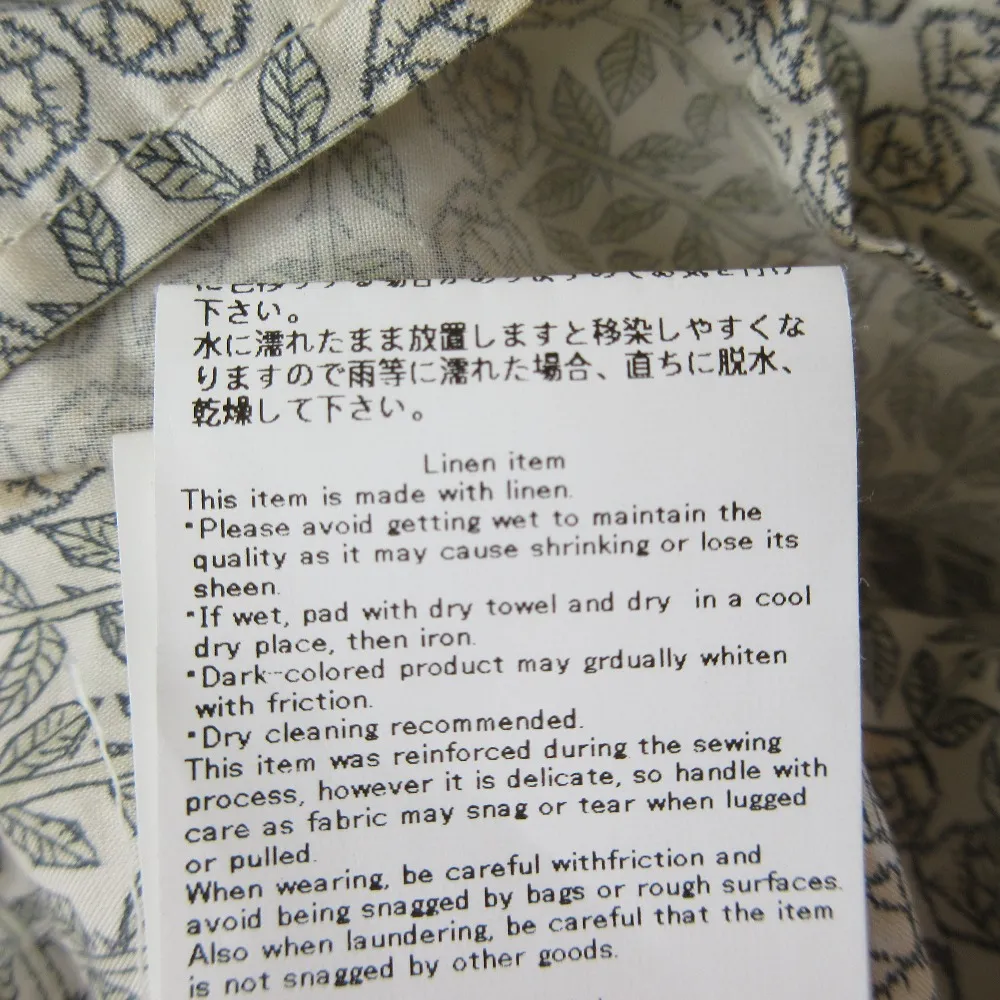 下さい。
水に濡れたまま放置しますと移染しやすくな
りますので雨等に濡れた場合、直ちに脱水、
乾燥して下さい。
Linen item
This item is made with linen.
･Please avoid getting wet to maintain the
quality as it may cause shrinking or lose its
sheen.
･If wet, pad with dry towel and dry in a cool
dry place, then iron.
･Dark-colored product may grdually whiten
with friction.
･Dry cleaning recommended.
This item was reinforced during the sewing
process, however it is delicate, so handle with
care as fabric may snag or tear when lugged
or pulled.
When wearing, be careful withfriction and
avoid being snagged by bags or rough surfaces.
Also when laundering, be careful that the item
is not snagged by other goods.